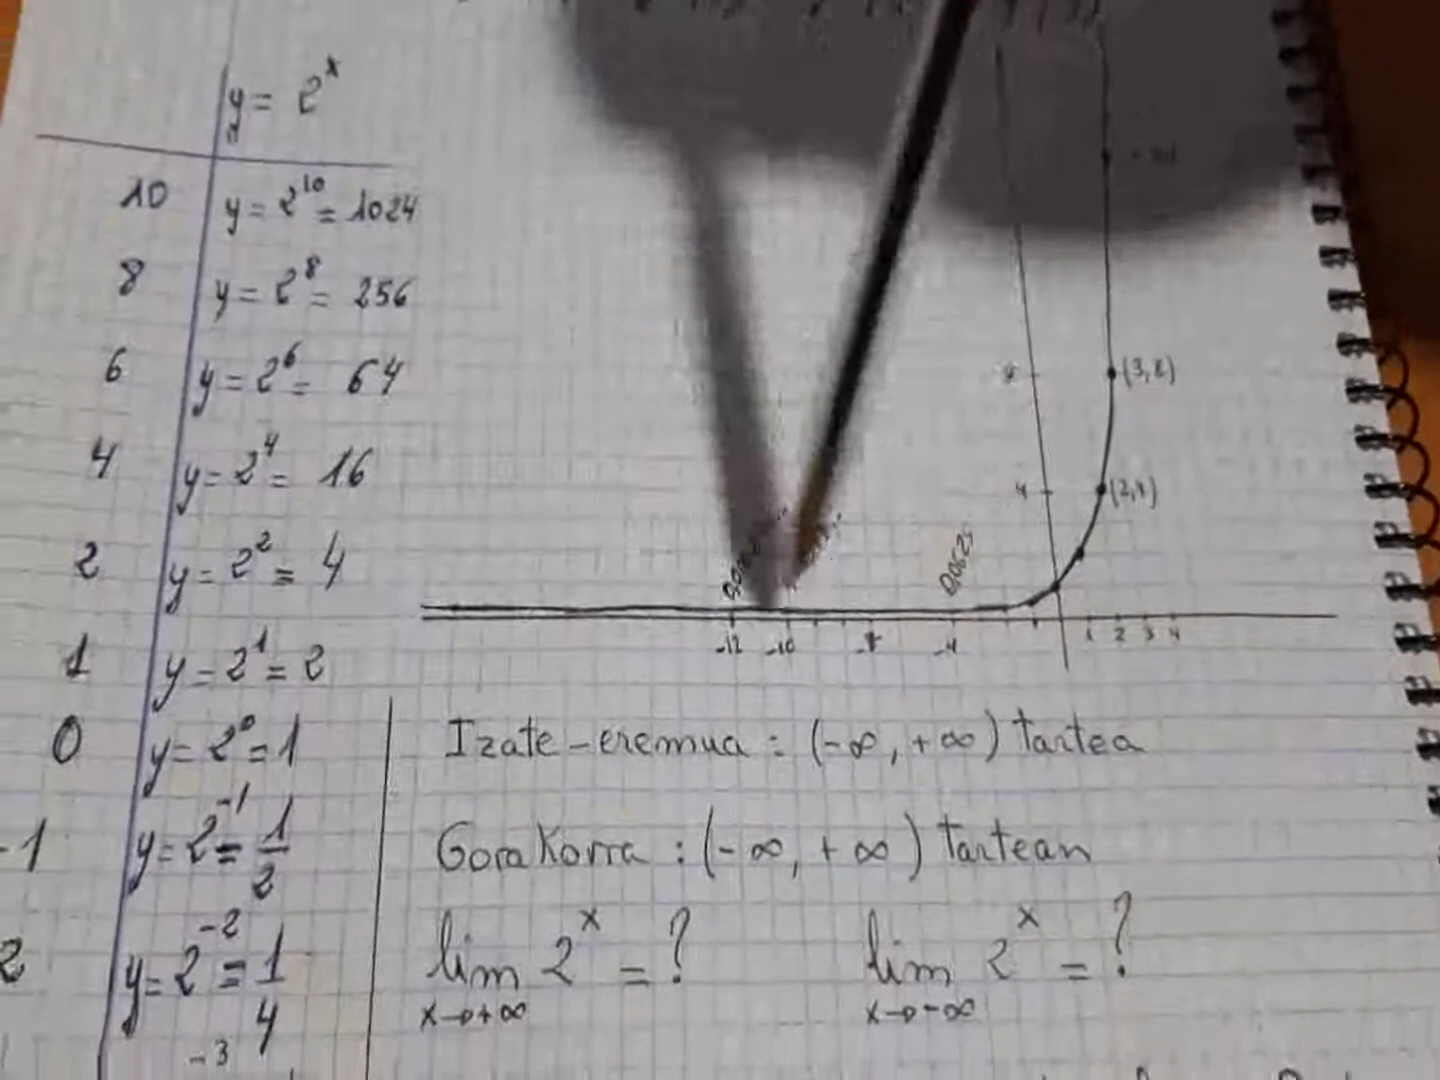 y = 2^x
10 y = 2^10 = 1024
8 y = 2^8 = 256
6 y = 2^6 = 64
4 y = 2^4 = 16
2 y = 2^2 = 4
1 y = 2^1 = 2
0 y = 2^0 = 1
-1 y = 2^-1 = 1/2
2 y = 2^-2 = 1/4
-3
(3,8)
4 (2,4)
0,0625
-12 -10 -8 -4 1 2 3 4
Izate-eremua : (-∞, +∞) tartea
Gorakorra : (-∞, +∞) tartean
lim 2^x = ? lim 2^x = ?
x→+∞ x→-∞